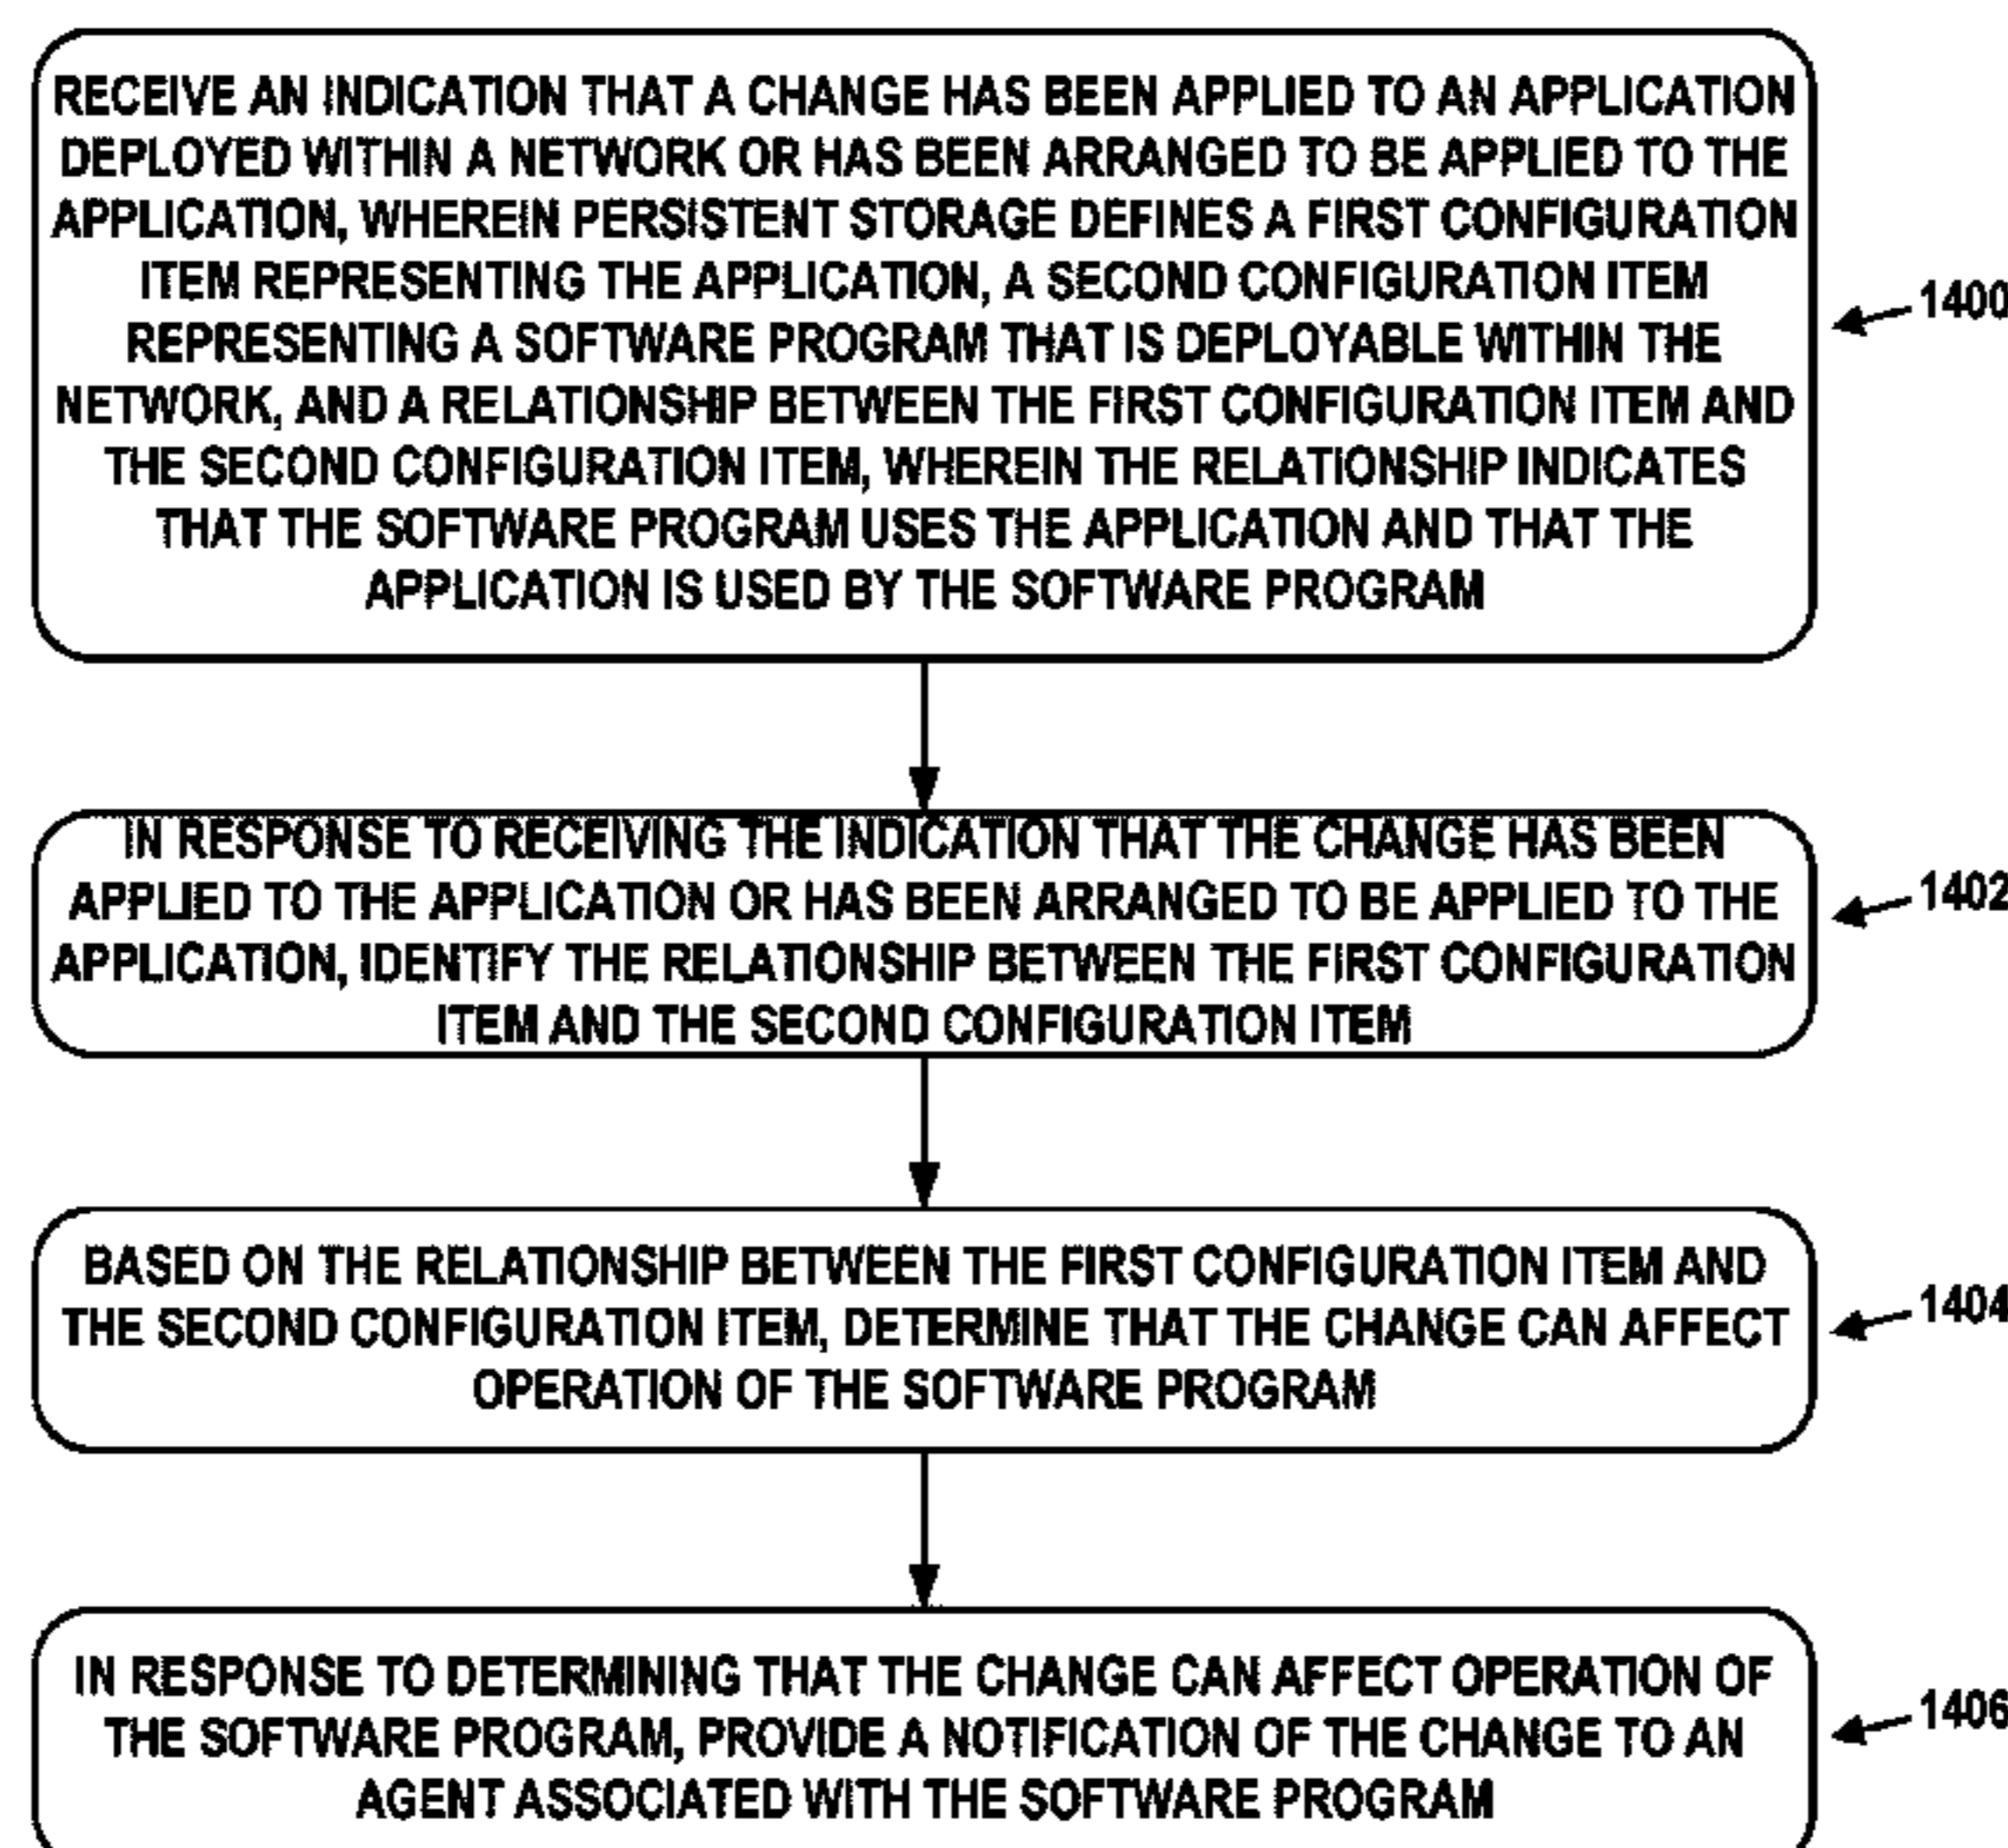 RECEIVE AN INDICATION THAT A CHANGE HAS BEEN APPLIED TO AN APPLICATION
DEPLOYED WITHIN A NETWORK OR HAS BEEN ARRANGED TO BE APPLIED TO THE
APPLICATION, WHEREIN PERSISTENT STORAGE DEFINES A FIRST CONFIGURATION
ITEM REPRESENTING THE APPLICATION, A SECOND CONFIGURATION ITEM
REPRESENTING A SOFTWARE PROGRAM THAT IS DEPLOYABLE WITHIN THE
NETWORK, AND A RELATIONSHIP BETWEEN THE FIRST CONFIGURATION ITEM AND
THE SECOND CONFIGURATION ITEM, WHEREIN THE RELATIONSHIP INDICATES
THAT THE SOFTWARE PROGRAM USES THE APPLICATION AND THAT THE
APPLICATION IS USED BY THE SOFTWARE PROGRAM
1400
IN RESPONSE TO RECEIVING THE INDICATION THAT THE CHANGE HAS BEEN
APPLIED TO THE APPLICATION OR HAS BEEN ARRANGED TO BE APPLIED TO THE
APPLICATION, IDENTIFY THE RELATIONSHIP BETWEEN THE FIRST CONFIGURATION
ITEM AND THE SECOND CONFIGURATION ITEM
1402
BASED ON THE RELATIONSHIP BETWEEN THE FIRST CONFIGURATION ITEM AND
THE SECOND CONFIGURATION ITEM, DETERMINE THAT THE CHANGE CAN AFFECT
OPERATION OF THE SOFTWARE PROGRAM
1404
IN RESPONSE TO DETERMINING THAT THE CHANGE CAN AFFECT OPERATION OF
THE SOFTWARE PROGRAM, PROVIDE A NOTIFICATION OF THE CHANGE TO AN
AGENT ASSOCIATED WITH THE SOFTWARE PROGRAM
1406